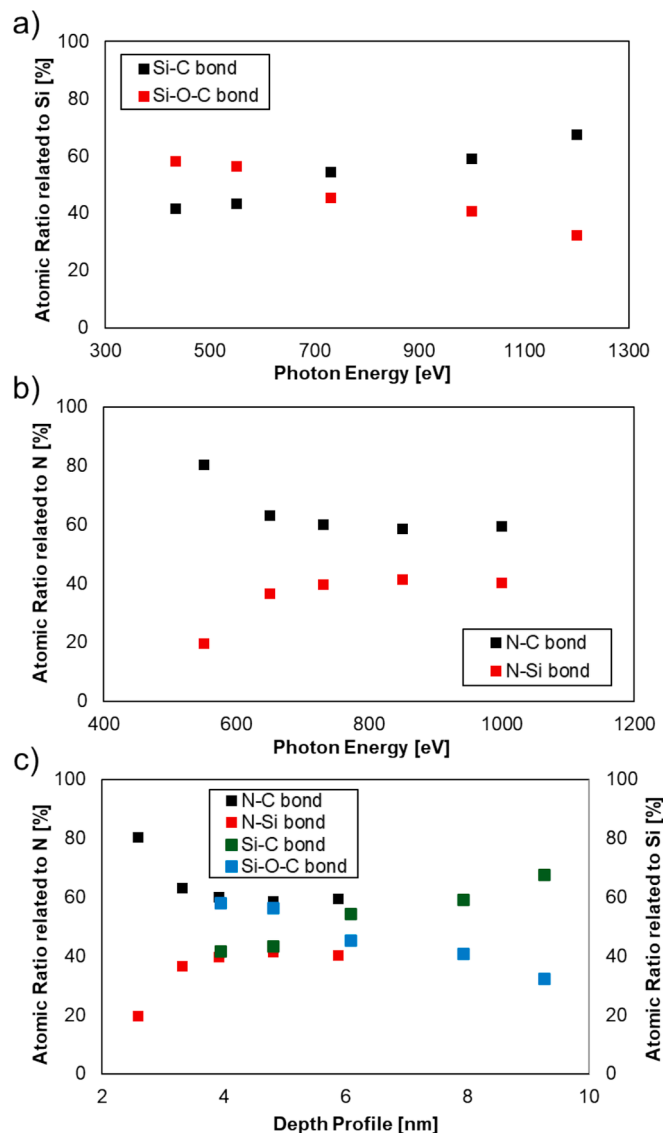 a)
Atomic Ratio related to Si [%]
100
80
60
40
20
0
Si-C bond
Si-O-C bond
300 500 700 900 1100 1300
Photon Energy [eV]
b)
Atomic Ratio related to N [%]
100
80
60
40
20
0
N-C bond
N-Si bond
400 600 800 1000 1200
Photon Energy [eV]
c)
Atomic Ratio related to N [%]
100
80
60
40
20
0
N-C bond
N-Si bond
Si-C bond
Si-O-C bond
100
80
60
40
20
0
Atomic Ratio related to Si [%]
2 4 6 8 10
Depth Profile [nm]